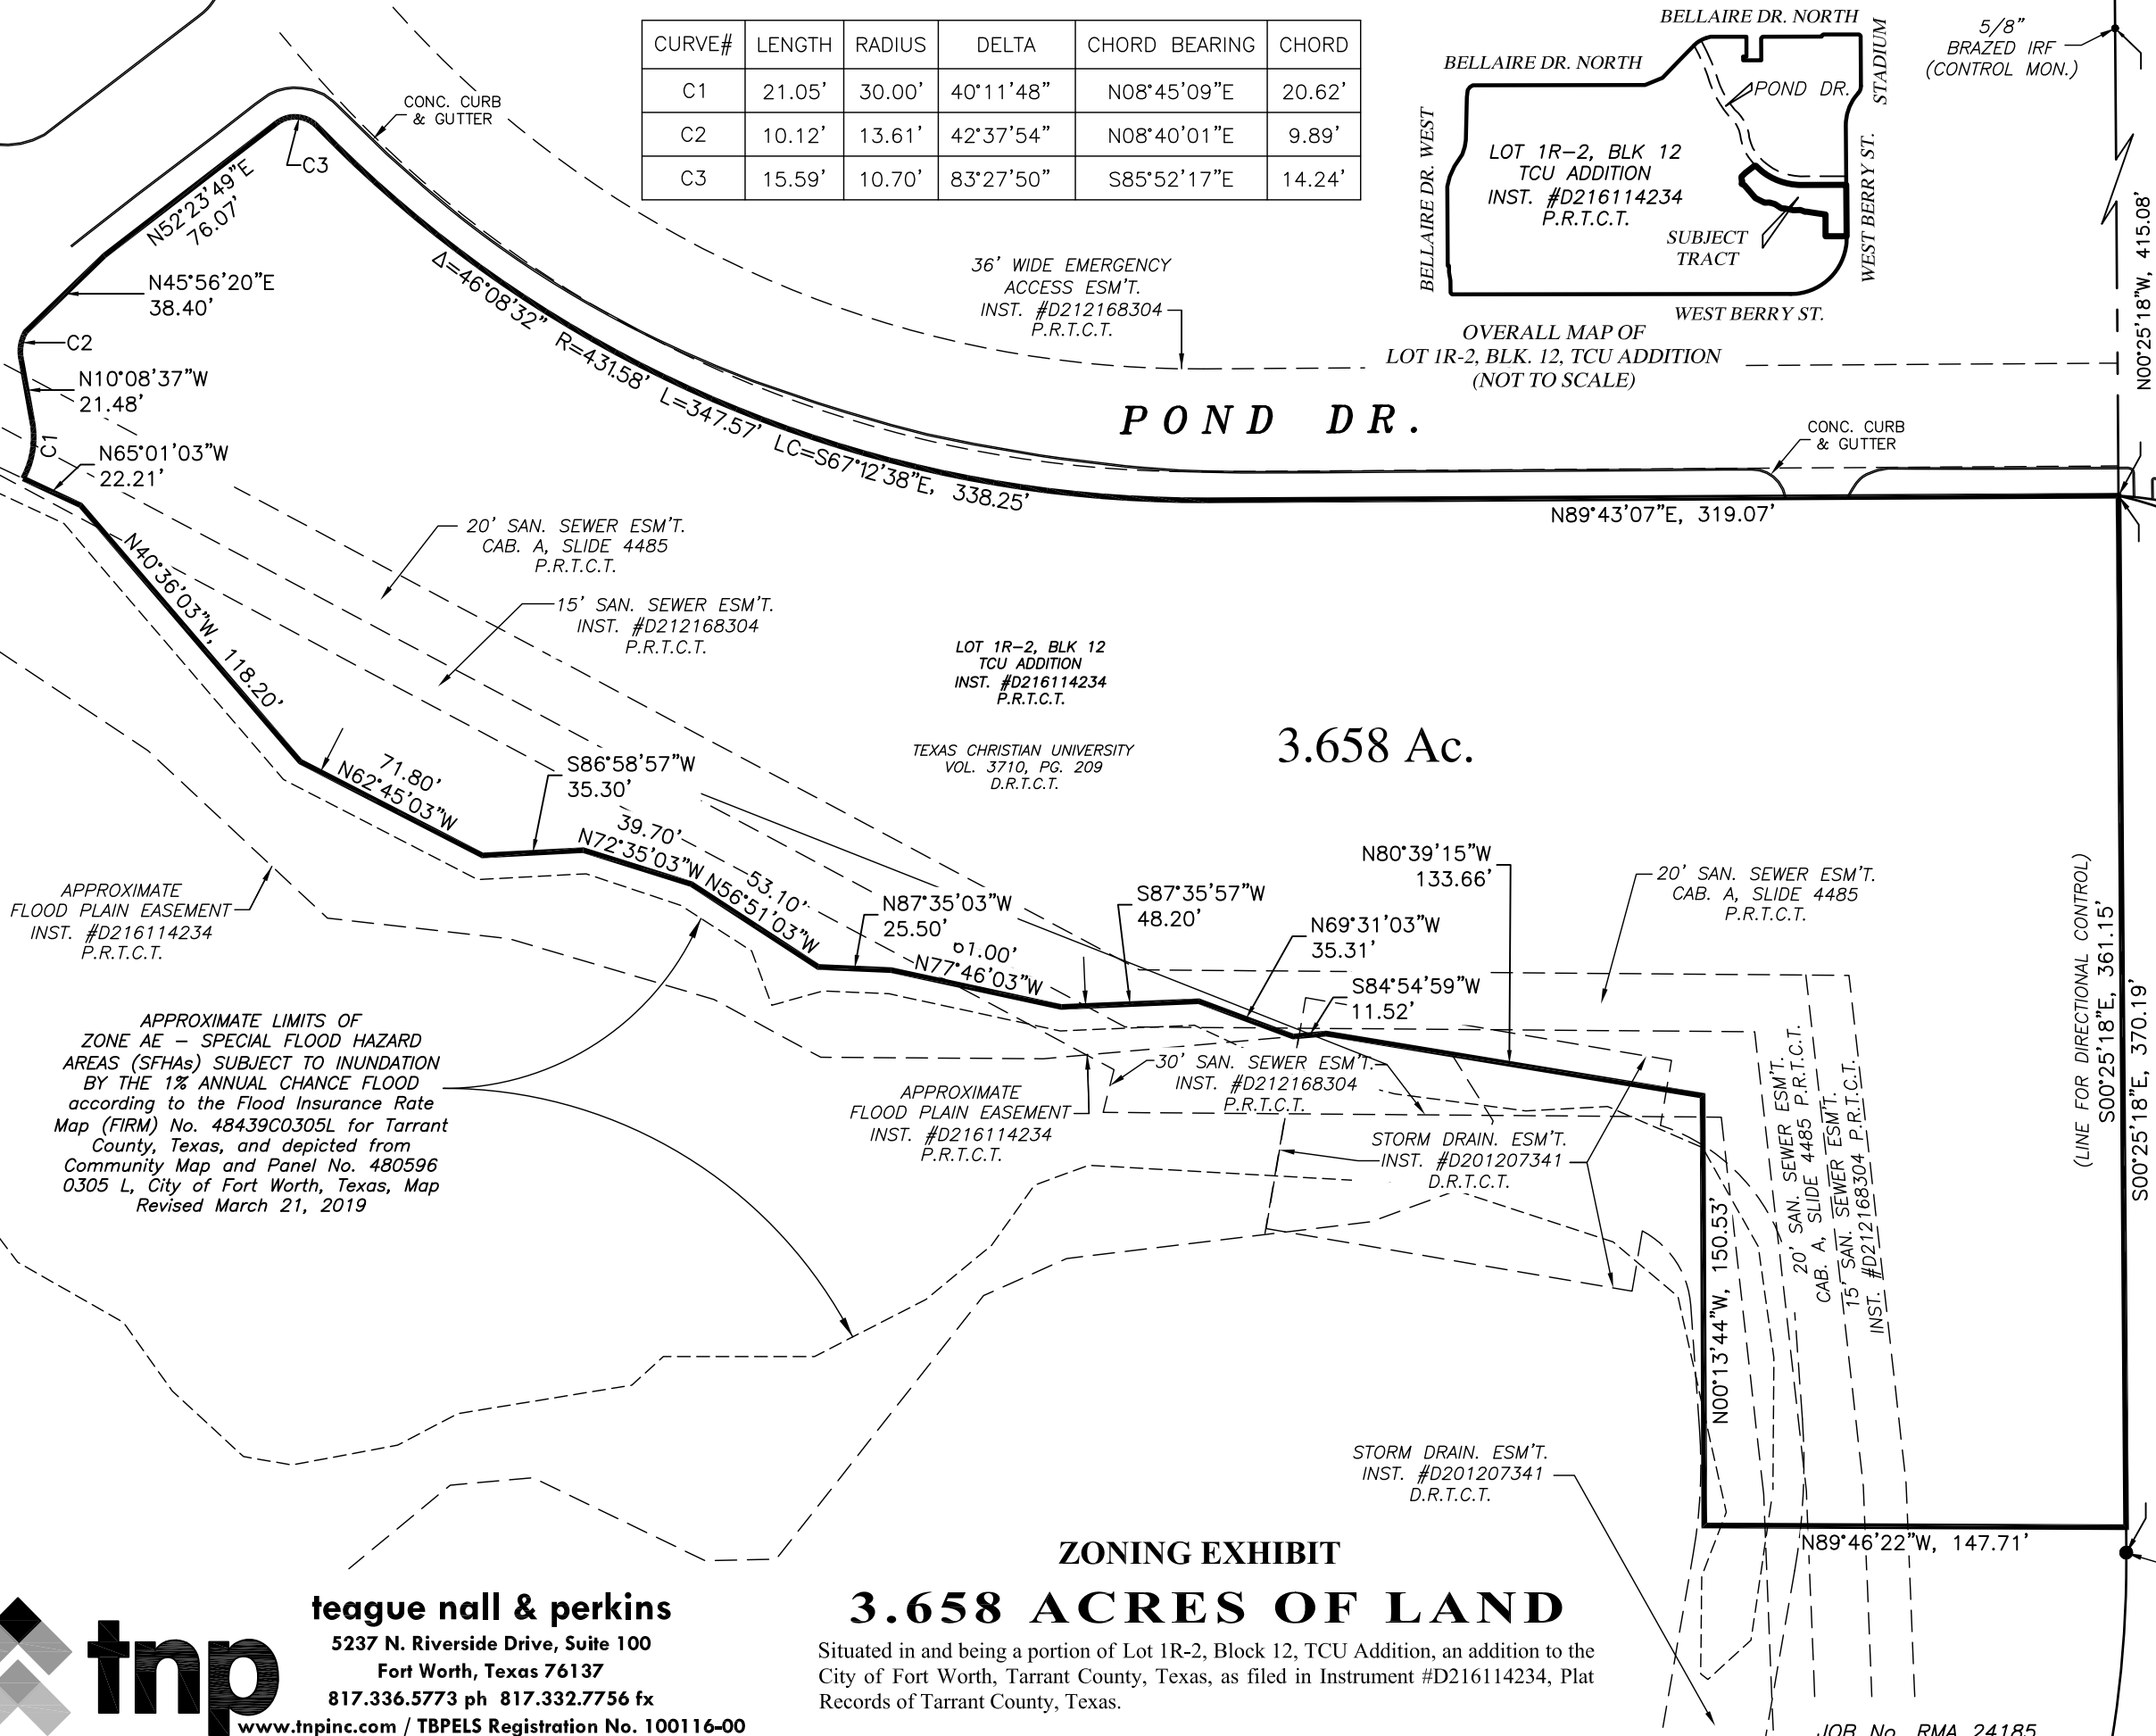 CURVE# LENGTH RADIUS DELTA CHORD BEARING CHORD
C1 21.05' 30.00' 40°11'48" N08°45'09"E 20.62'
C2 10.12' 13.61' 42°37'54" N08°40'01"E 9.89'
C3 15.59' 10.70' 83°27'50" S85°52'17"E 14.24'
BELLAIRE DR. NORTH
BELLAIRE DR. NORTH
STADIUM
POND DR.
BELLAIRE DR. WEST
LOT 1R-2, BLK 12
TCU ADDITION
INST. #D216114234
P.R.T.C.T.
SUBJECT
TRACT
WEST BERRY ST.
WEST BERRY ST.
OVERALL MAP OF
LOT 1R-2, BLK. 12, TCU ADDITION
(NOT TO SCALE)
5/8"
BRAZED IRF
(CONTROL MON.)
N00°25'18"W, 415.08'
CONC. CURB
& GUTTER
C3
N52°23'49"E
76.07'
N45°56'20"E
38.40'
C2
N10°08'37"W
21.48'
C1
N65°01'03"W
22.21'
Δ=46°08'32" R=431.58' L=347.57' LC=S67°12'38"E, 338.25'
36' WIDE EMERGENCY
ACCESS ESM'T.
INST. #D212168304
P.R.T.C.T.
POND DR.
CONC. CURB
& GUTTER
N89°43'07"E, 319.07'
20' SAN. SEWER ESM'T.
CAB. A, SLIDE 4485
P.R.T.C.T.
15' SAN. SEWER ESM'T.
INST. #D212168304
P.R.T.C.T.
N40°36'03"W, 118.20'
LOT 1R-2, BLK 12
TCU ADDITION
INST. #D216114234
P.R.T.C.T.
TEXAS CHRISTIAN UNIVERSITY
VOL. 3710, PG. 209
D.R.T.C.T.
3.658 Ac.
71.80'
N62°45'03"W
S86°58'57"W
35.30'
39.70'
N72°35'03"W
53.10'
N56°51'03"W
N87°35'03"W
25.50'
61.00'
N77°46'03"W
S87°35'57"W
48.20'
N69°31'03"W
35.31'
S84°54'59"W
11.52'
N80°39'15"W
133.66'
20' SAN. SEWER ESM'T.
CAB. A, SLIDE 4485
P.R.T.C.T.
(LINE FOR DIRECTIONAL CONTROL)
S00°25'18"E, 361.15'
S00°25'18"E, 370.19'
APPROXIMATE
FLOOD PLAIN EASEMENT
INST. #D216114234
P.R.T.C.T.
APPROXIMATE LIMITS OF
ZONE AE – SPECIAL FLOOD HAZARD
AREAS (SFHAs) SUBJECT TO INUNDATION
BY THE 1% ANNUAL CHANCE FLOOD
according to the Flood Insurance Rate
Map (FIRM) No. 48439C0305L for Tarrant
County, Texas, and depicted from
Community Map and Panel No. 480596
0305 L, City of Fort Worth, Texas, Map
Revised March 21, 2019
APPROXIMATE
FLOOD PLAIN EASEMENT
INST. #D216114234
P.R.T.C.T.
30' SAN. SEWER ESM'T.
INST. #D212168304
P.R.T.C.T.
STORM DRAIN. ESM'T.
INST. #D201207341
D.R.T.C.T.
20' SAN. SEWER ESM'T.
CAB. A, SLIDE 4485 P.R.T.C.T.
15' SAN. SEWER ESM'T.
INST. #D212168304 P.R.T.C.T.
N00°13'44"W, 150.53'
STORM DRAIN. ESM'T.
INST. #D201207341
D.R.T.C.T.
N89°46'22"W, 147.71'
ZONING EXHIBIT
3.658 ACRES OF LAND
Situated in and being a portion of Lot 1R-2, Block 12, TCU Addition, an addition to the
City of Fort Worth, Tarrant County, Texas, as filed in Instrument #D216114234, Plat
Records of Tarrant County, Texas.
tnp
teague nall & perkins
5237 N. Riverside Drive, Suite 100
Fort Worth, Texas 76137
817.336.5773 ph 817.332.7756 fx
www.tnpinc.com / TBPELS Registration No. 100116-00
JOB No. RMA 24185